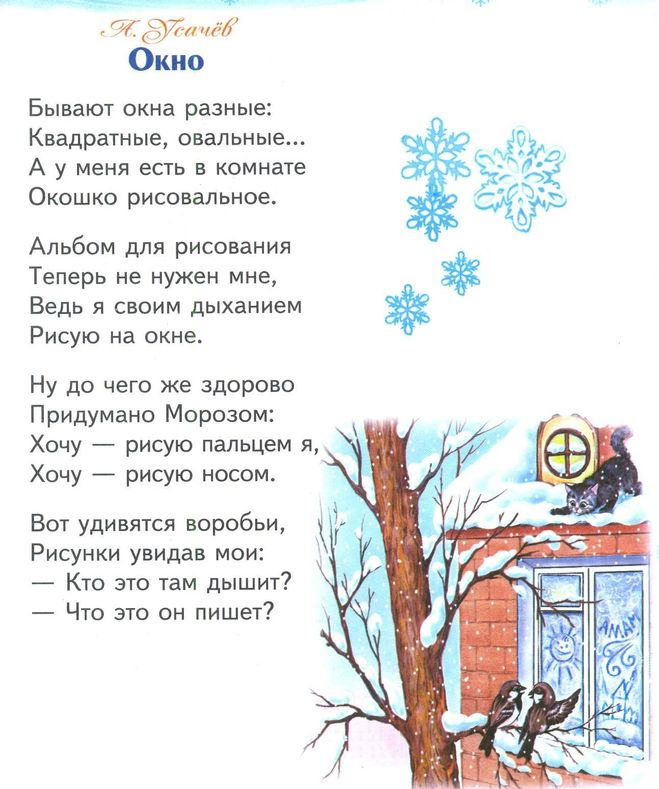 А. Усачёв
Окно
Бывают окна разные:
Квадратные, овальные...
А у меня есть в комнате
Окошко рисовальное.
Альбом для рисования
Теперь не нужен мне,
Ведь я своим дыханием
Рисую на окне.
Ну до чего же здорово
Придумано Морозом:
Хочу — рисую пальцем я,
Хочу — рисую носом.
Вот удивятся воробьи,
Рисунки увидав мои:
— Кто это там дышит?
— Что это он пишет?
АМАМ